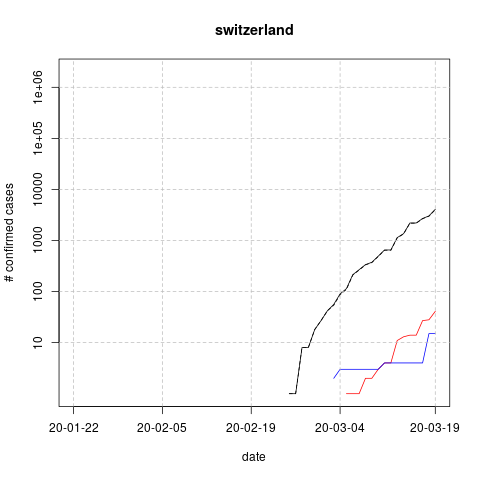 switzerland
# confirmed cases
1e+06
1e+05
10000
1000
100
10
20-01-22
20-02-05
20-02-19
20-03-04
20-03-19
date